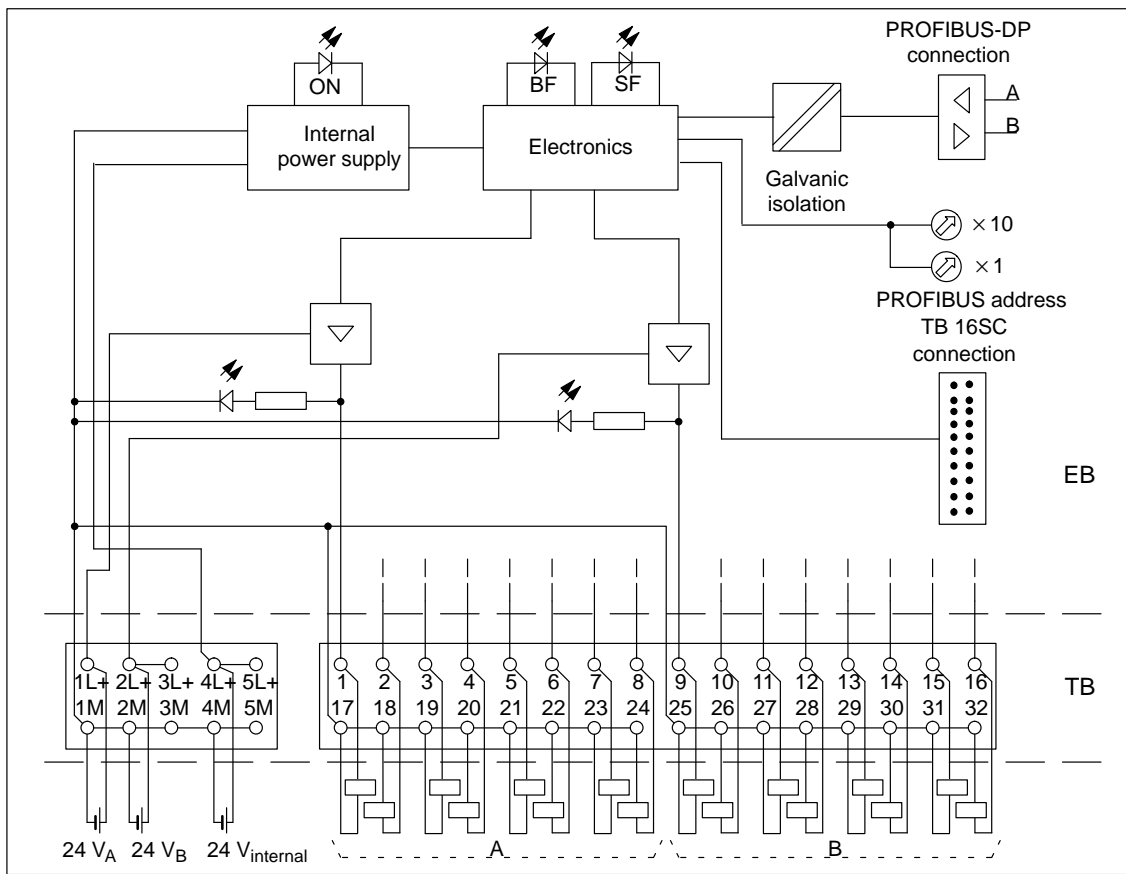 PROFIBUS-DP
connection
ON
BF
SF
A
B
Internal
power supply
Electronics
Galvanic
isolation
×10
×1
PROFIBUS address
TB 16SC
connection
EB
1L+ 2L+ 3L+ 4L+ 5L+
1M 2M 3M 4M 5M
1 2 3 4 5 6 7 8 9 10 11 12 13 14 15 16
17 18 19 20 21 22 23 24 25 26 27 28 29 30 31 32
TB
24 VA 24 VB 24 Vinternal
A
B